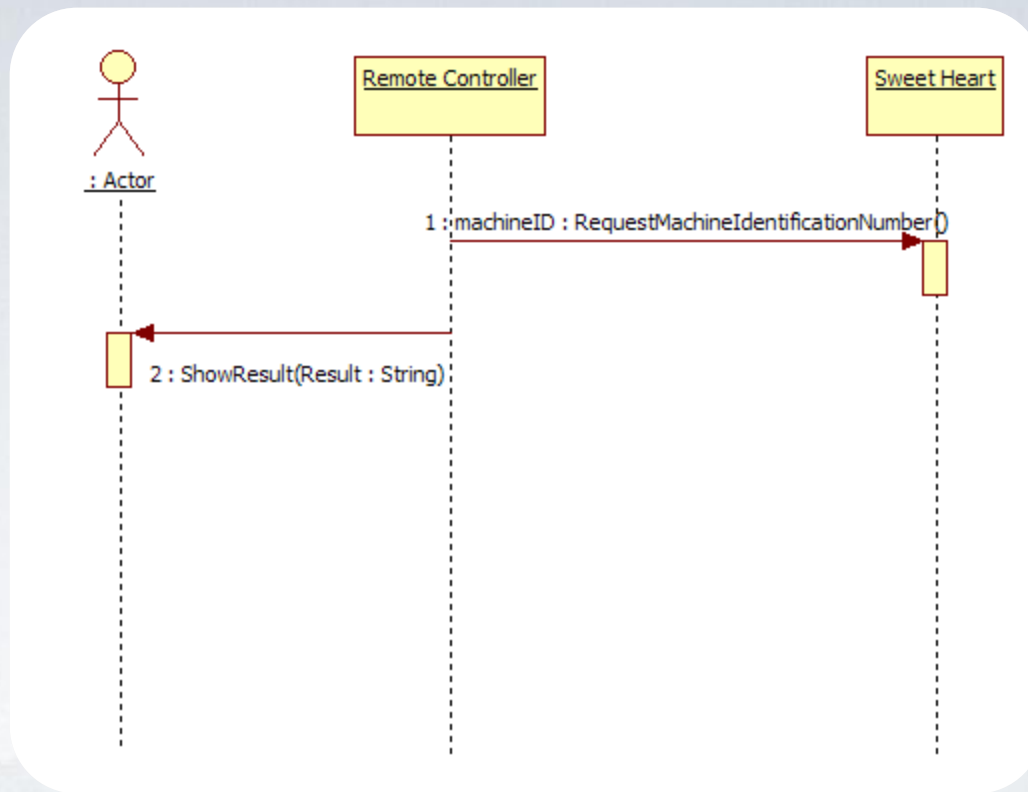 Remote Controller
Sweet Heart
: Actor
1 : machineID : RequestMachineIdentificationNumber()
2 : ShowResult(Result : String)